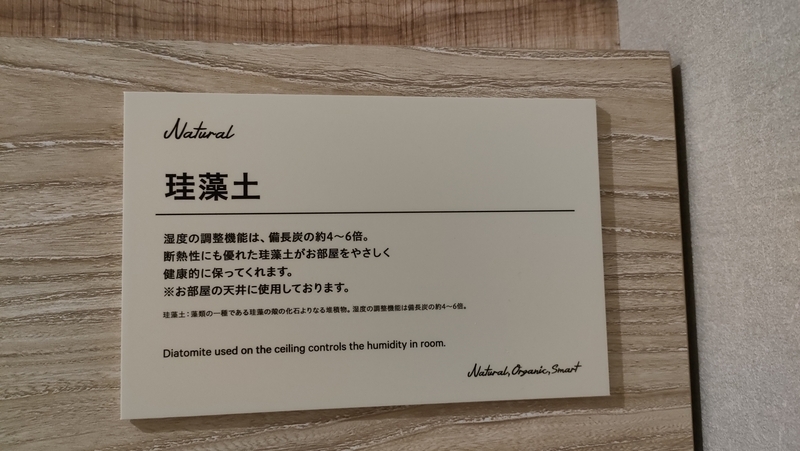 Natural
珪藻土
湿度の調整機能は、備長炭の約4〜6倍。
断熱性にも優れた珪藻土がお部屋をやさしく
健康的に保ってくれます。
※お部屋の天井に使用しております。
珪藻土：藻類の一種である珪藻の殻の化石よりなる堆積物。湿度の調整機能は備長炭の約4〜6倍。
Diatomite used on the ceiling controls the humidity in room.
Natural, Organic, Smart